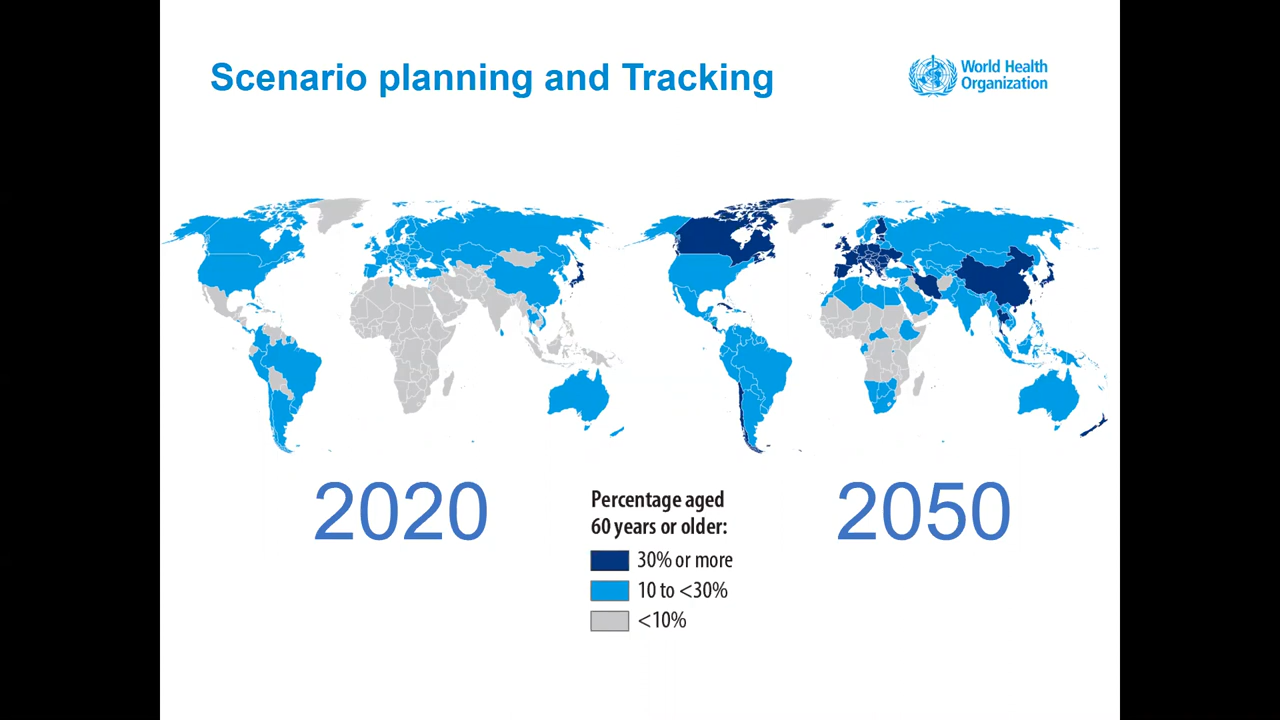 Scenario planning and Tracking
World Health
Organization
2020
2050
Percentage aged
60 years or older:
30% or more
10 to <30%
<10%